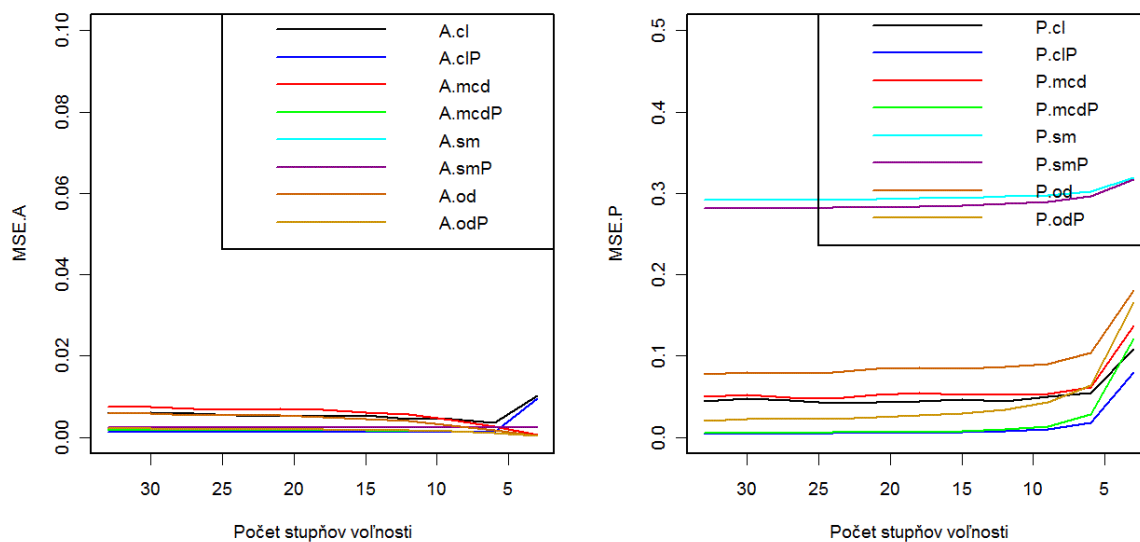 MSE.A
0.10
0.08
0.06
0.04
0.02
0.00
A.cl
A.clP
A.mcd
A.mcdP
A.sm
A.smP
A.od
A.odP
30 25 20 15 10 5
Počet stupňov voľnosti
MSE.P
0.5
0.4
0.3
0.2
0.1
0.0
P.cl
P.clP
P.mcd
P.mcdP
P.sm
P.smP
P.od
P.odP
30 25 20 15 10 5
Počet stupňov voľnosti